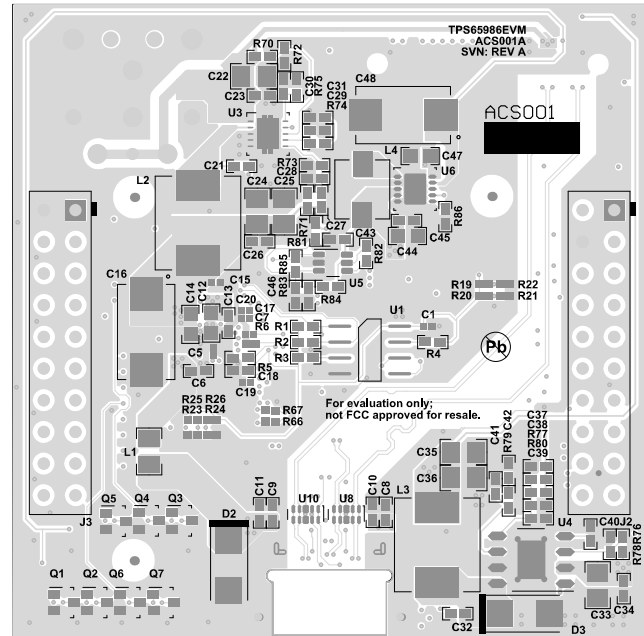 TPS65986EVM
ACS001A
SVN: REV A
R70
R72
C22
C23
C30
R75
C31
C29
R74
C48
ACS001
U3
L4
C47
U6
C21
R73
C28
L2
C24 C25
R71
R86
C26
R81
C27
C43
C44
C45
R82
R85
U5
C46
R83
R84
C16
C15
C14
C12
C13
C20
C17
C7
R6
C5
C6
R5
C18
C19
R1
R2
R3
U1
C1
R4
R19 R22
R20 R21
Pb
For evaluation only;
not FCC approved for resale.
R25 R26
R23 R24
R67
R66
L1
C37
C38
R77
R80
C39
C42
R79
C41
C35
C36
C11
C9
U10
U8
C10
C8
L3
Q5 Q4 Q3
J3
D2
U4
C40
J2
R76
R78
Q1 Q2 Q6 Q7
C32
D3
C33
C34